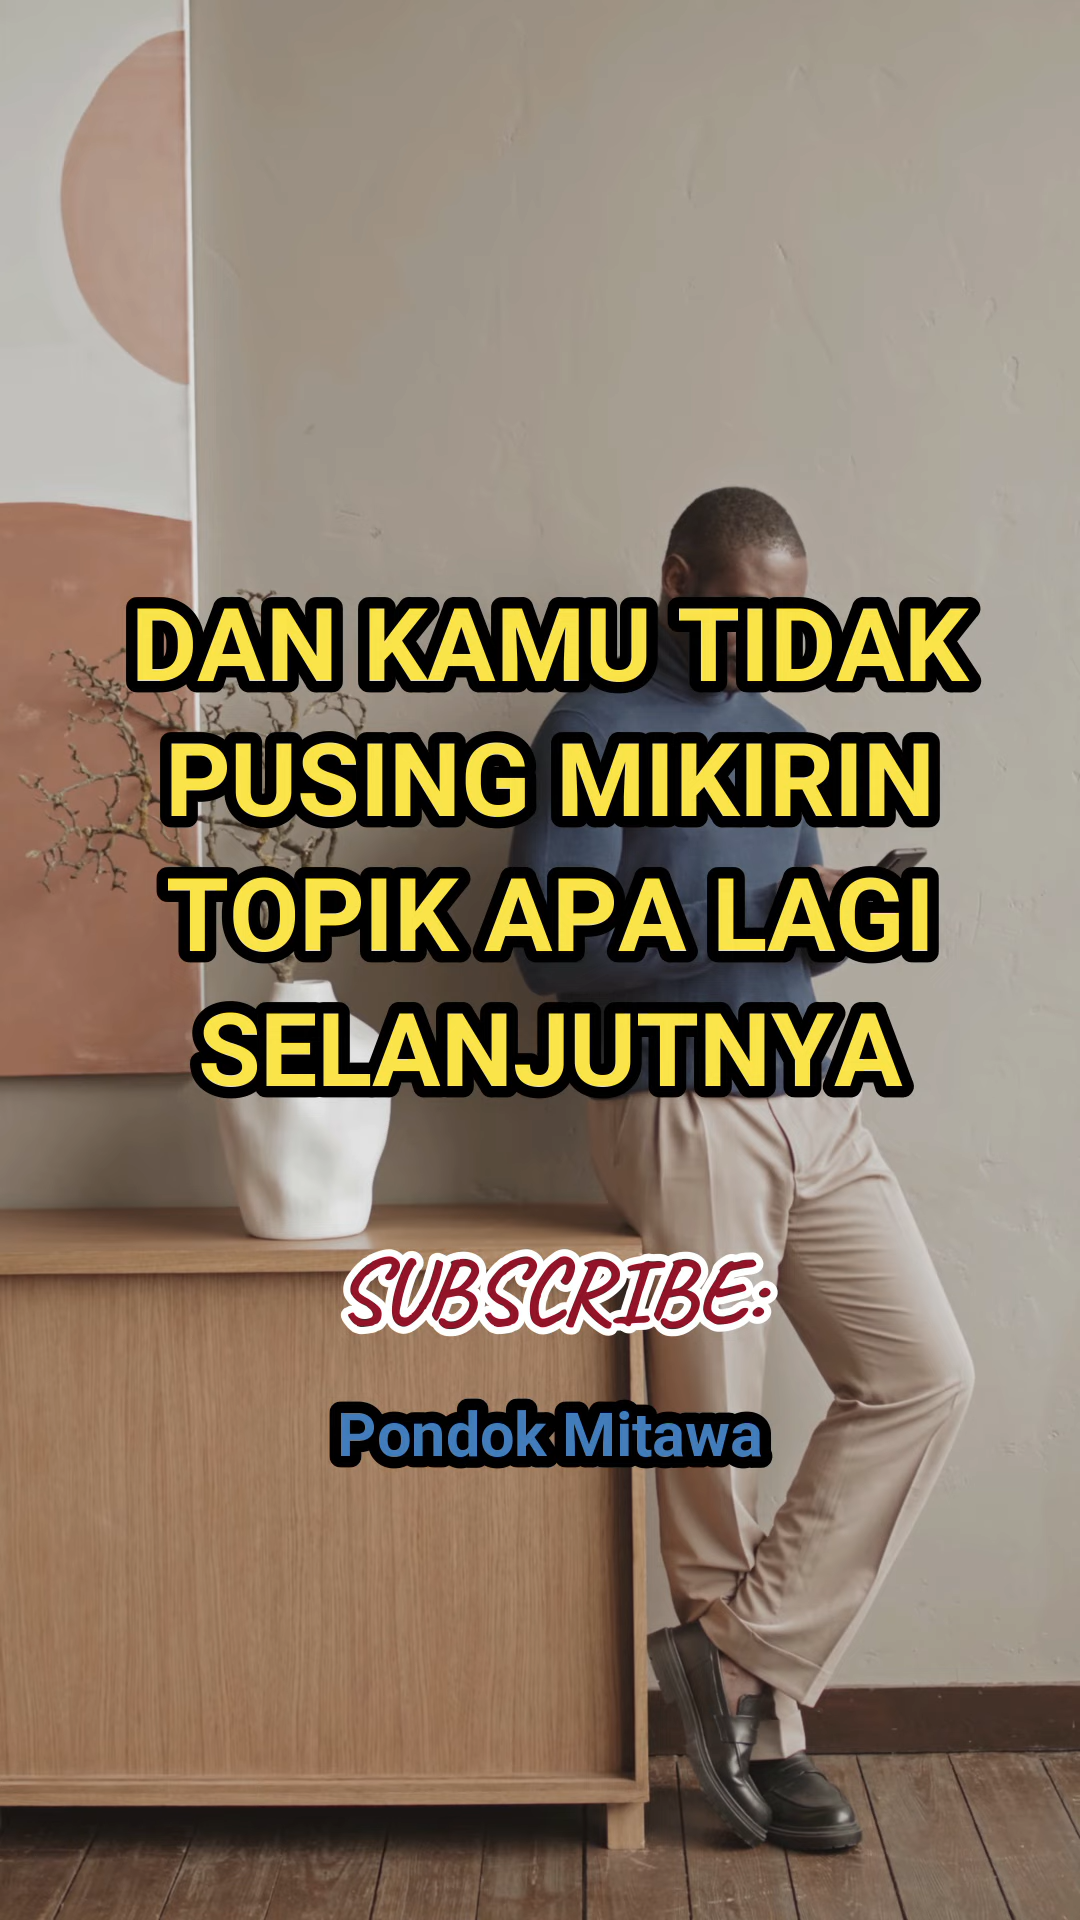 DAN KAMU TIDAK
PUSING MIKIRIN
TOPIK APA LAGI
SELANJUTNYA
SUBSCRIBE:
Pondok Mitawa